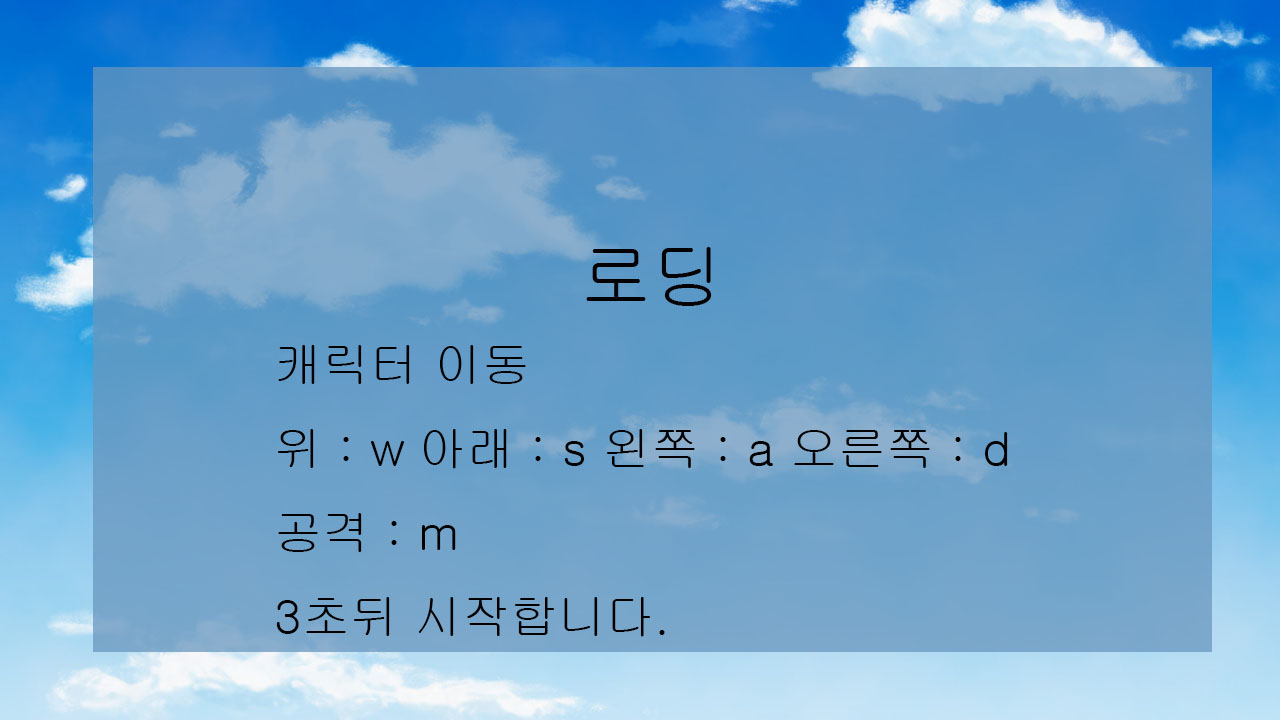 로딩
캐릭터 이동
위 : w 아래 : s 왼쪽 : a 오른쪽 : d
공격 : m
3초뒤 시작합니다.